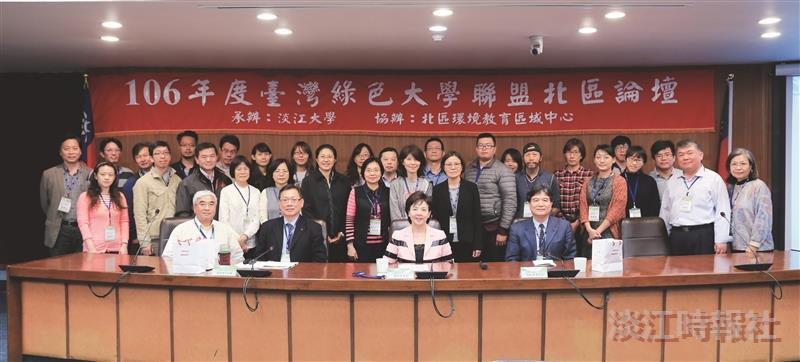 106年度臺灣綠色大學聯盟北區論壇
承辦：淡江大學 協辦：北區環境教育區域中心
淡江時報社